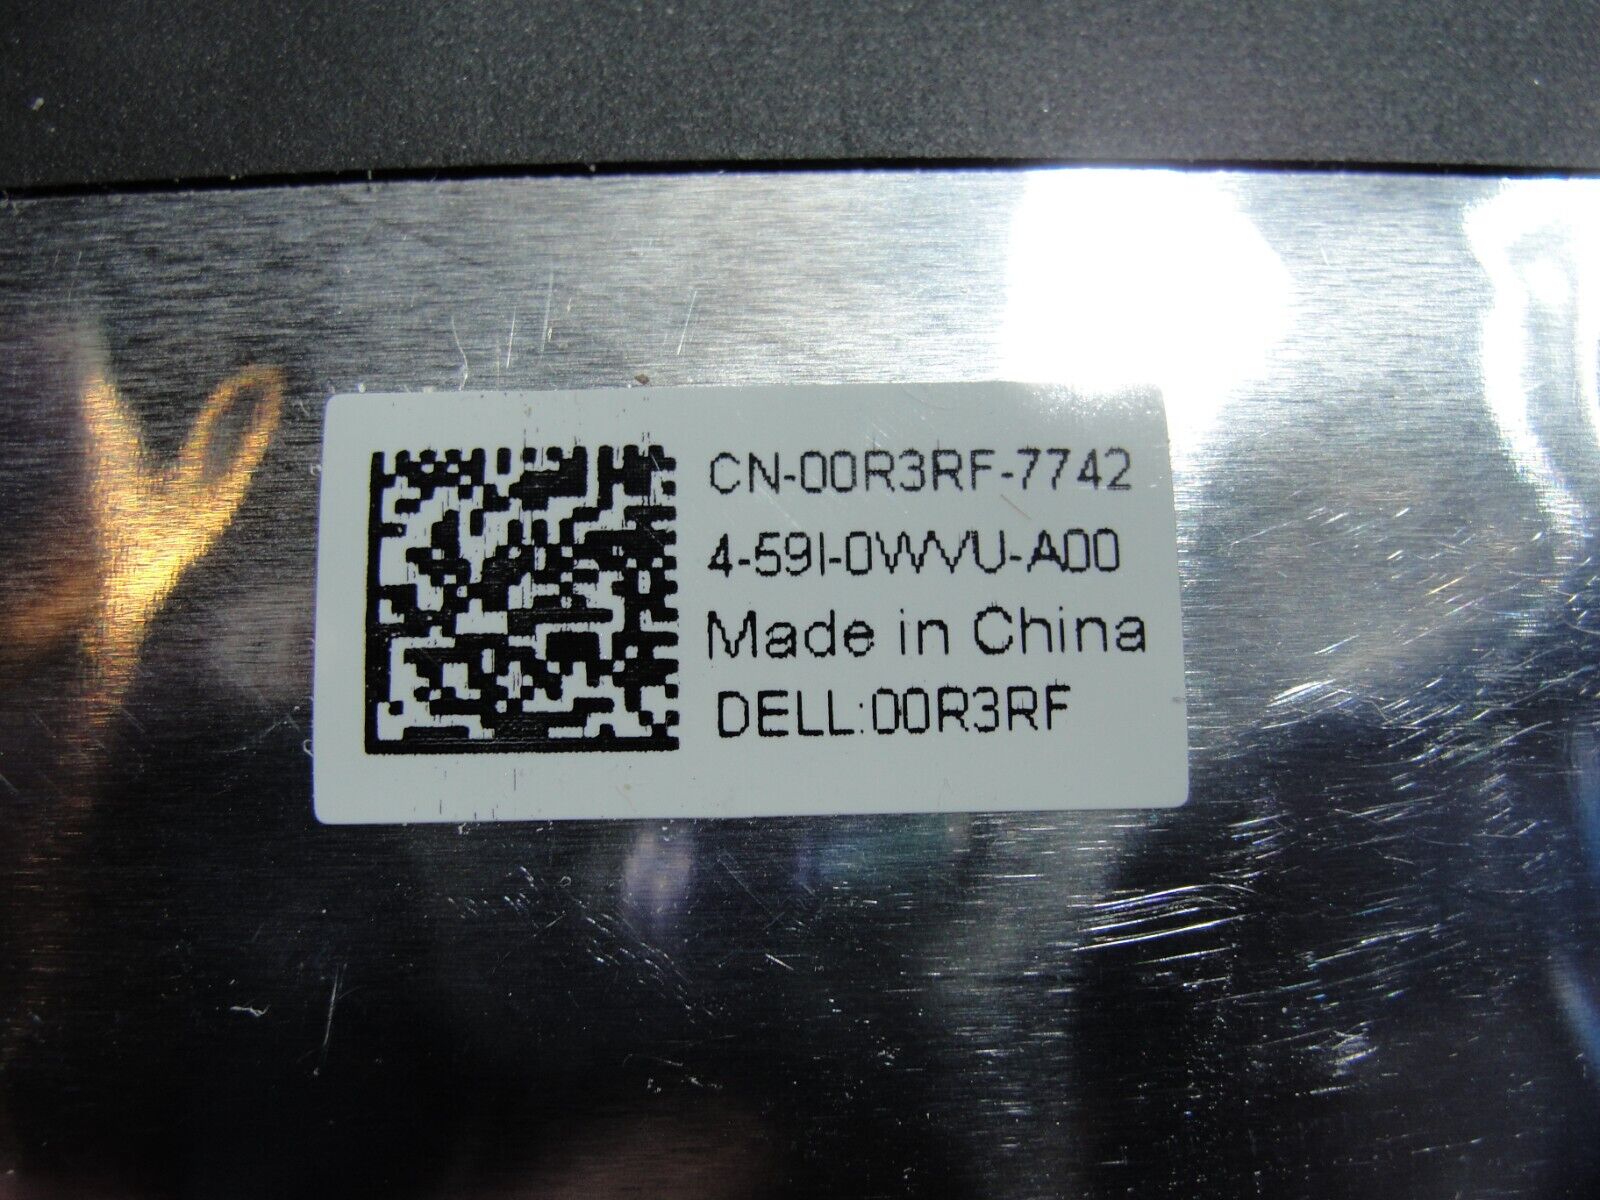 CN-00R3RF-7742
4-59I-0WVU-A00
Made in China
DELL:00R3RF